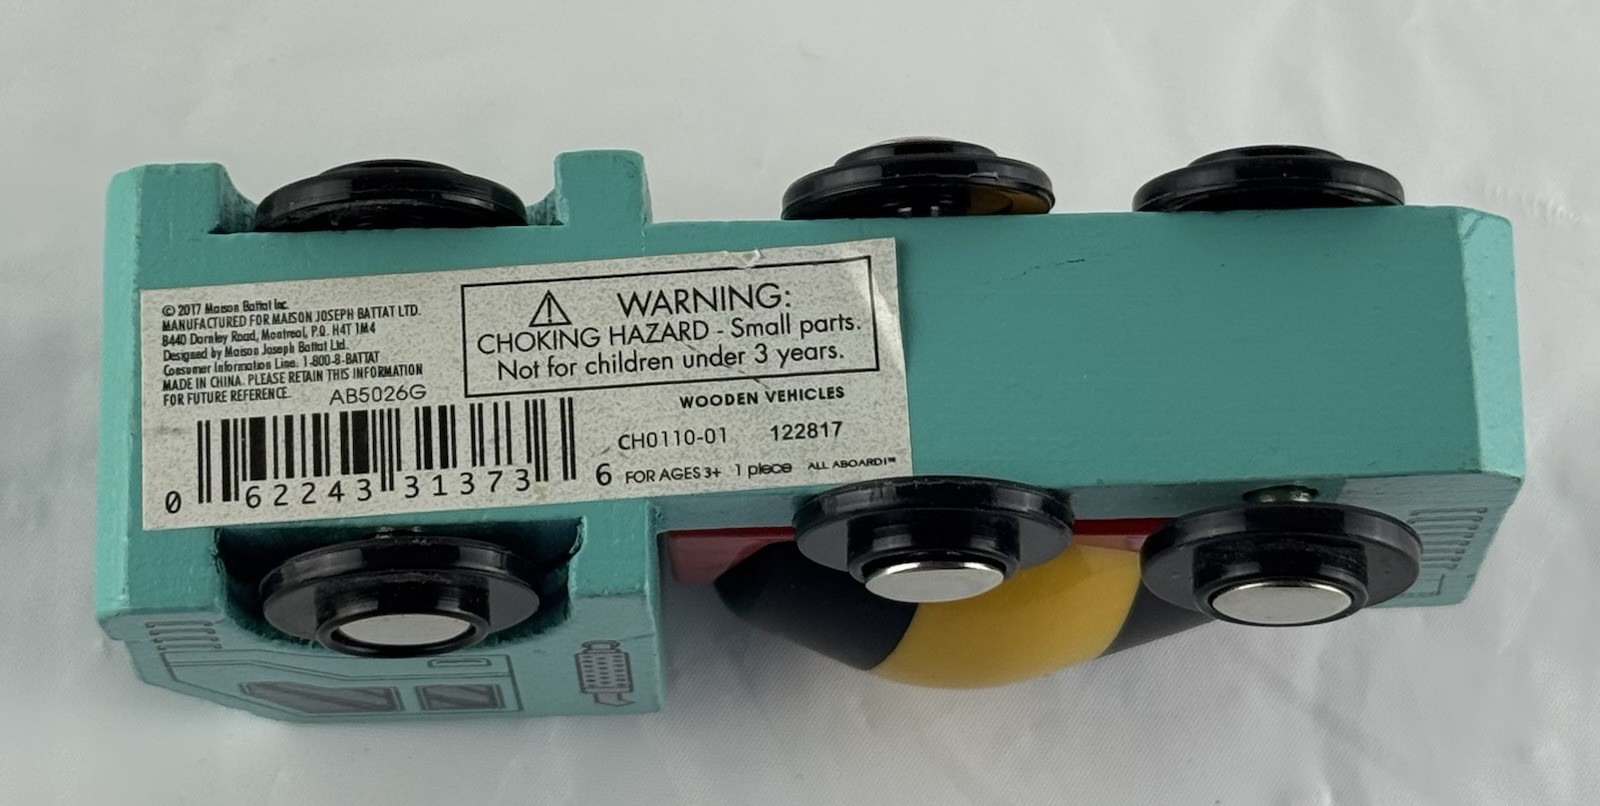 © 2017 Maison Battat Inc.
MANUFACTURED FOR MAISON JOSEPH BATTAT LTD.
8440 Darnley Road, Montreal, P.Q. H4T 1M4
Designed by Maison Joseph Battat Ltd.
Consumer Information Line: 1-800-8-BATTAT
MADE IN CHINA. PLEASE RETAIN THIS INFORMATION
FOR FUTURE REFERENCE. AB5026G
0 62243 31373 6
WARNING:
CHOKING HAZARD - Small parts.
Not for children under 3 years.
WOODEN VEHICLES
CH0110-01 122817
FOR AGES 3+ 1 piece ALL ABOARD!™